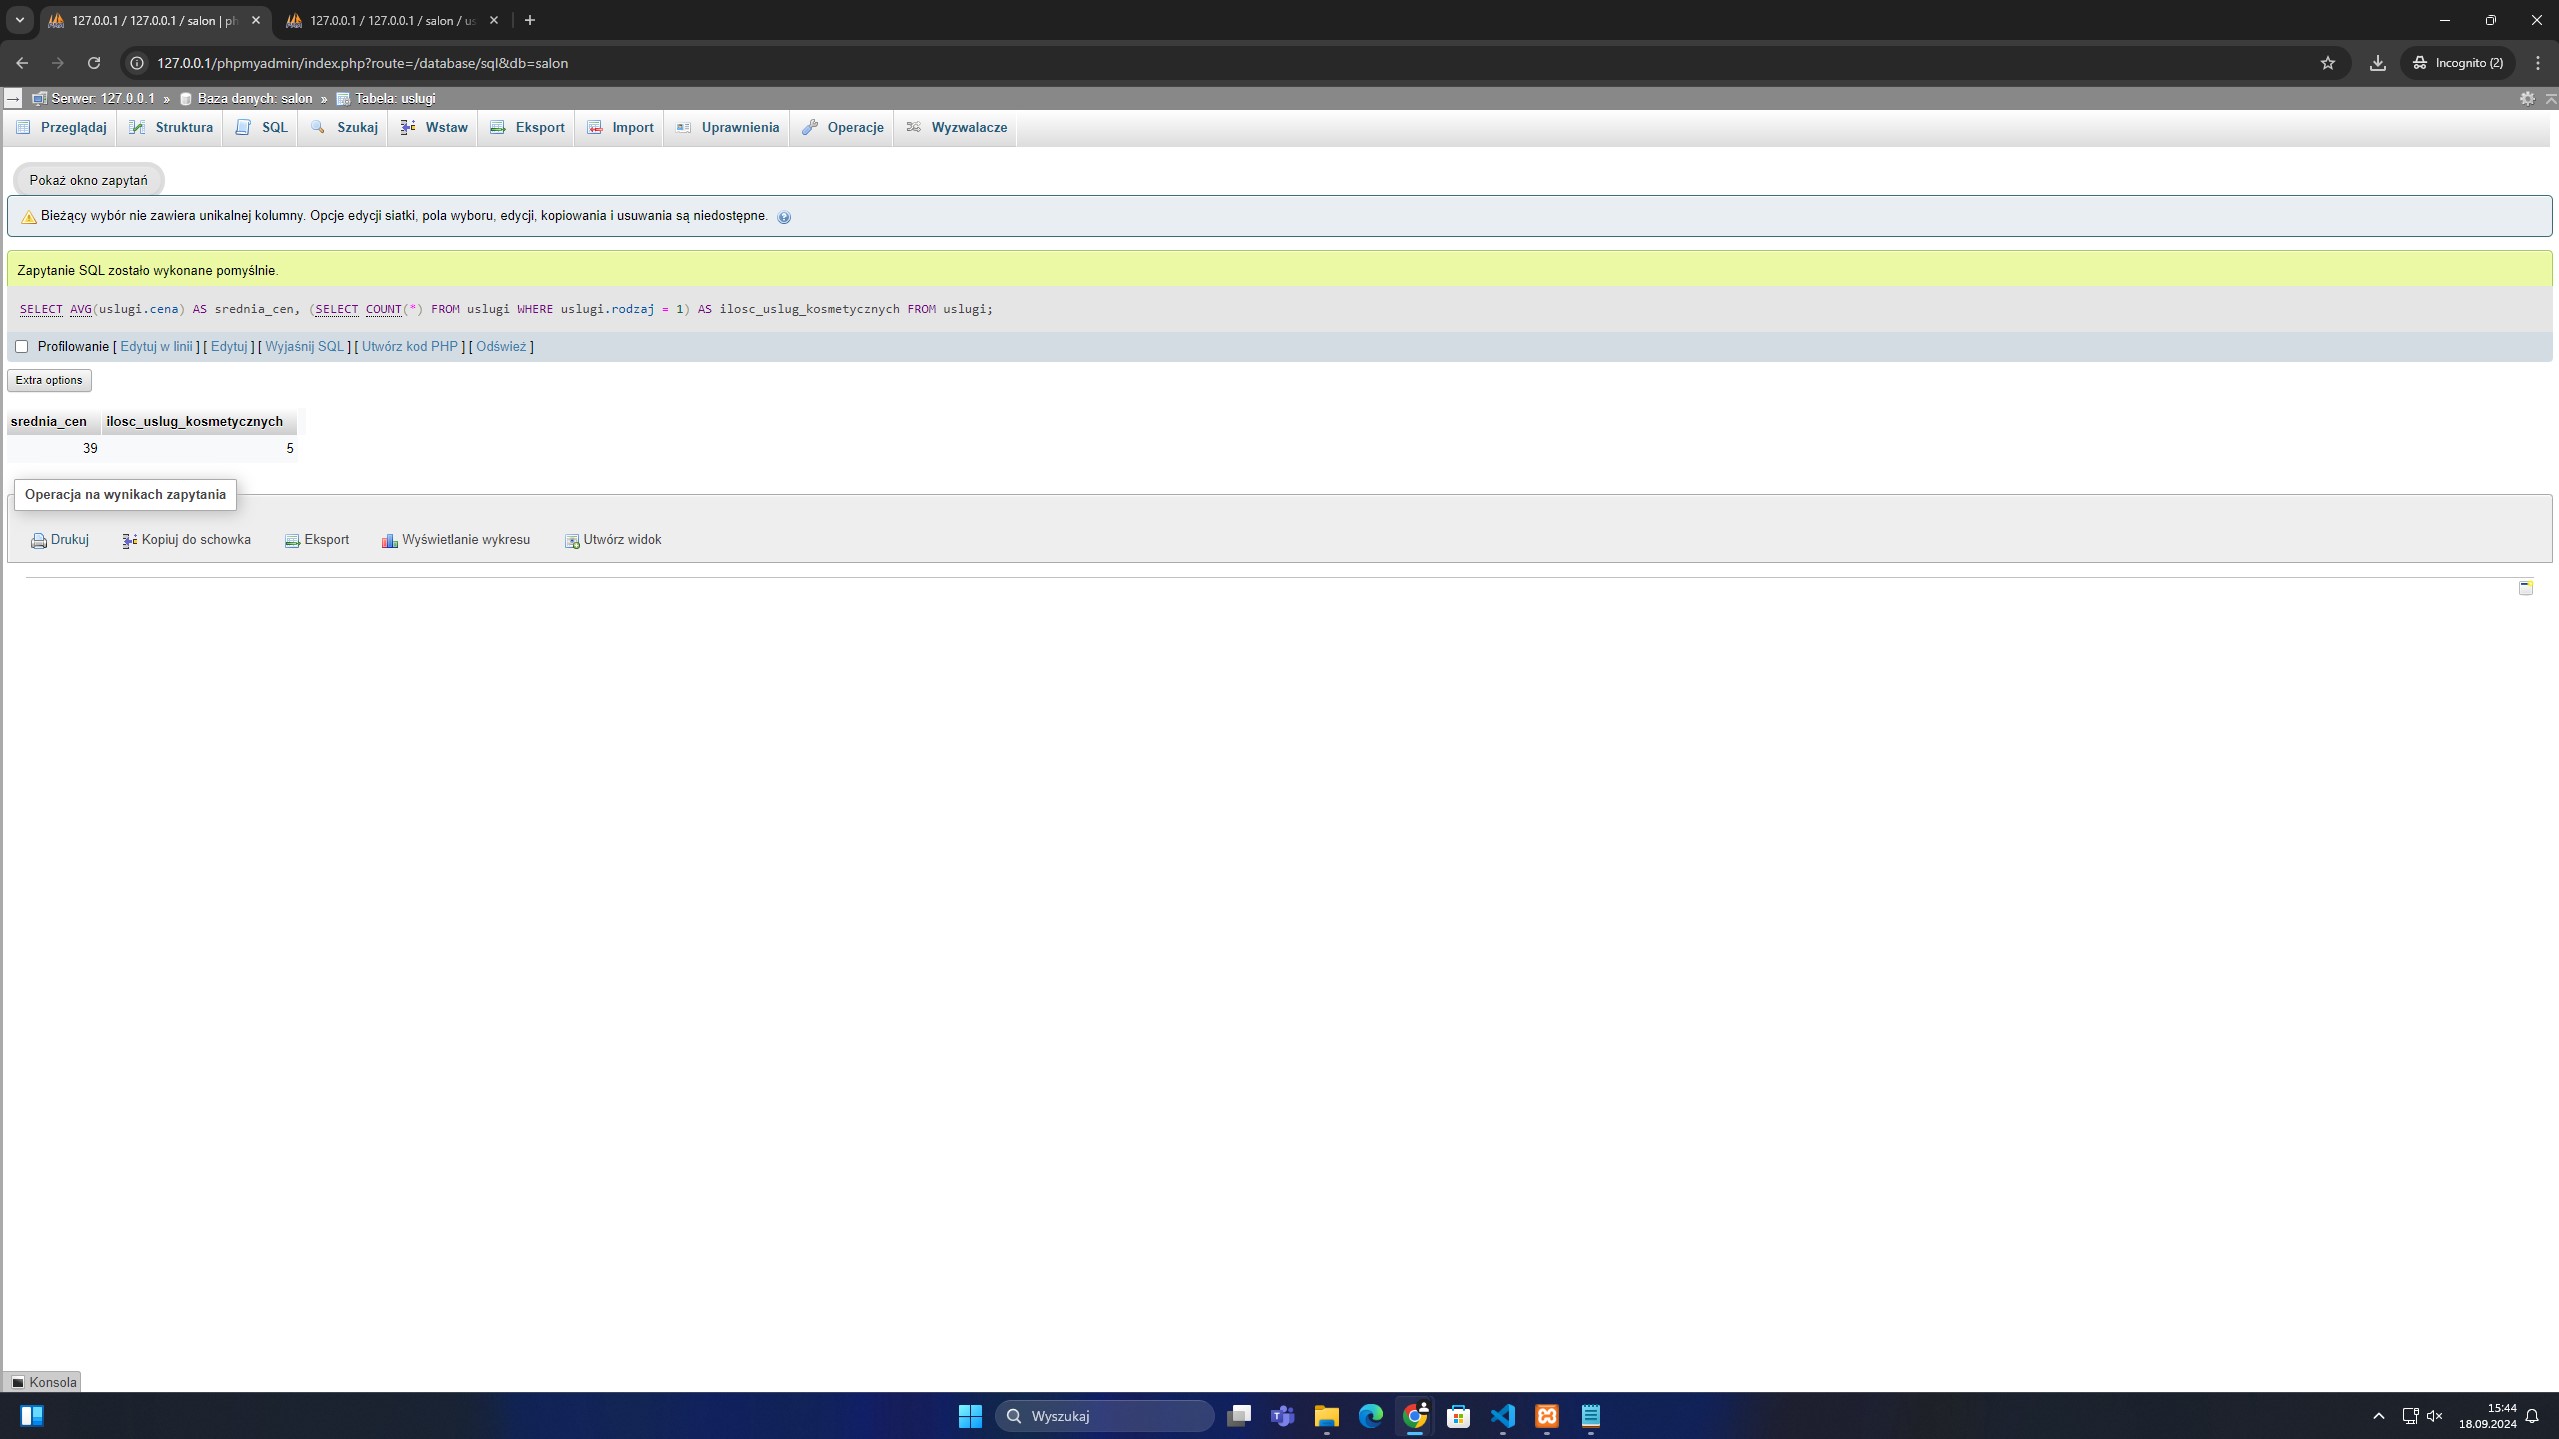 127.0.0.1 / 127.0.0.1 / salon | ph
127.0.0.1 / 127.0.0.1 / salon / us
127.0.0.1/phpmyadmin/index.php?route=/database/sql&db=salon
Incognito (2)
Serwer: 127.0.0.1 » Baza danych: salon » Tabela: uslugi
Przeglądaj Struktura SQL Szukaj Wstaw Eksport Import Uprawnienia Operacje Wyzwalacze
Pokaż okno zapytań
Bieżący wybór nie zawiera unikalnej kolumny. Opcje edycji siatki, pola wyboru, edycji, kopiowania i usuwania są niedostępne.
Zapytanie SQL zostało wykonane pomyślnie.
SELECT AVG(uslugi.cena) AS srednia_cen, (SELECT COUNT(*) FROM uslugi WHERE uslugi.rodzaj = 1) AS ilosc_uslug_kosmetycznych FROM uslugi;
Profilowanie [ Edytuj w linii ] [ Edytuj ] [ Wyjaśnij SQL ] [ Utwórz kod PHP ] [ Odśwież ]
Extra options
srednia_cen ilosc_uslug_kosmetycznych
39 5
Operacja na wynikach zapytania
Drukuj Kopiuj do schowka Eksport Wyświetlanie wykresu Utwórz widok
Konsola
Wyszukaj
15:44
18.09.2024